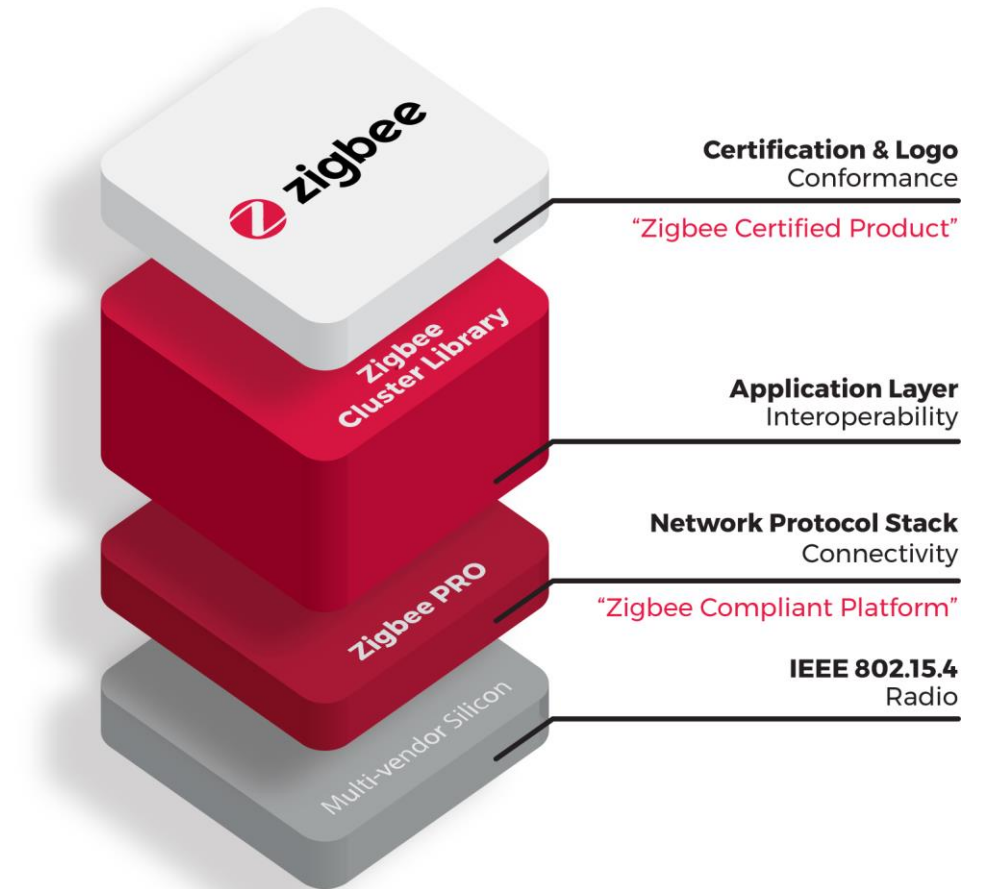 zigbee
Certification & Logo
Conformance
“Zigbee Certified Product”
Zigbee
Cluster Library
Application Layer
Interoperability
Network Protocol Stack
Connectivity
Zigbee PRO
“Zigbee Compliant Platform”
IEEE 802.15.4
Radio
Multi-vendor Silicon